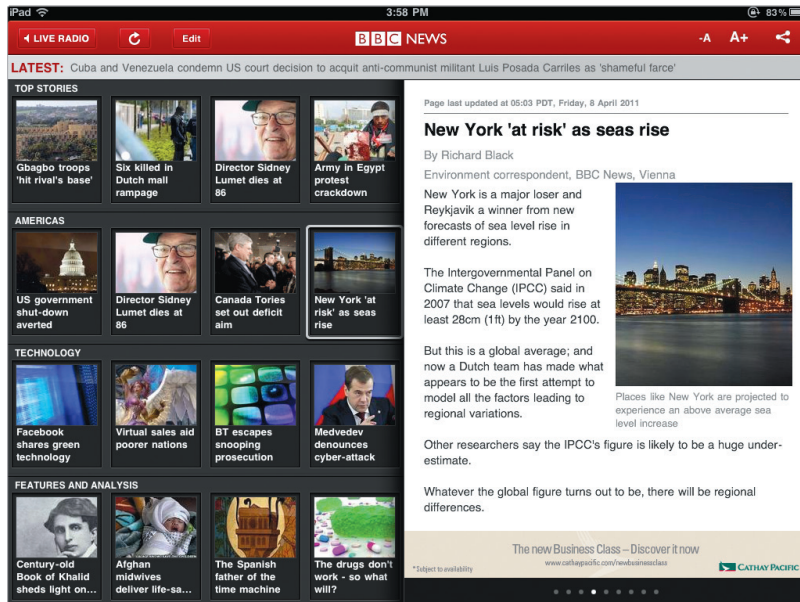 iPad
3:58 PM
83%
LIVE RADIO
Edit
BBC NEWS
-A
A+
LATEST: Cuba and Venezuela condemn US court decision to acquit anti-communist militant Luis Posada Carriles as 'shameful farce'
TOP STORIES
Gbagbo troops
'hit rival's base'
Six killed in
Dutch mall
rampage
Director Sidney
Lumet dies at
86
Army in Egypt
protest
crackdown
AMERICAS
US government
shut-down
averted
Director Sidney
Lumet dies at
86
Canada Tories
set out deficit
aim
New York 'at
risk' as seas
rise
TECHNOLOGY
Facebook
shares green
technology
Virtual sales aid
poorer nations
BT escapes
snooping
prosecution
Medvedev
denounces
cyber-attack
FEATURES AND ANALYSIS
Century-old
Book of Khalid
sheds light on...
Afghan
midwives
deliver life-sa...
The Spanish
father of the
time machine
The drugs don't
work - so what
will?
Page last updated at 05:03 PDT, Friday, 8 April 2011
New York 'at risk' as seas rise
By Richard Black
Environment correspondent, BBC News, Vienna
New York is a major loser and
Reykjavik a winner from new
forecasts of sea level rise in
different regions.
The Intergovernmental Panel on
Climate Change (IPCC) said in
2007 that sea levels would rise at
least 28cm (1ft) by the year 2100.
But this is a global average; and
now a Dutch team has made what
appears to be the first attempt to
model all the factors leading to
regional variations.
Places like New York are projected to
experience an above average sea
level increase
Other researchers say the IPCC's figure is likely to be a huge under-
estimate.
Whatever the global figure turns out to be, there will be regional
differences.
The new Business Class – Discover it now
www.cathaypacific.com/newbusinessclass
*Subject to availability
CATHAY PACIFIC